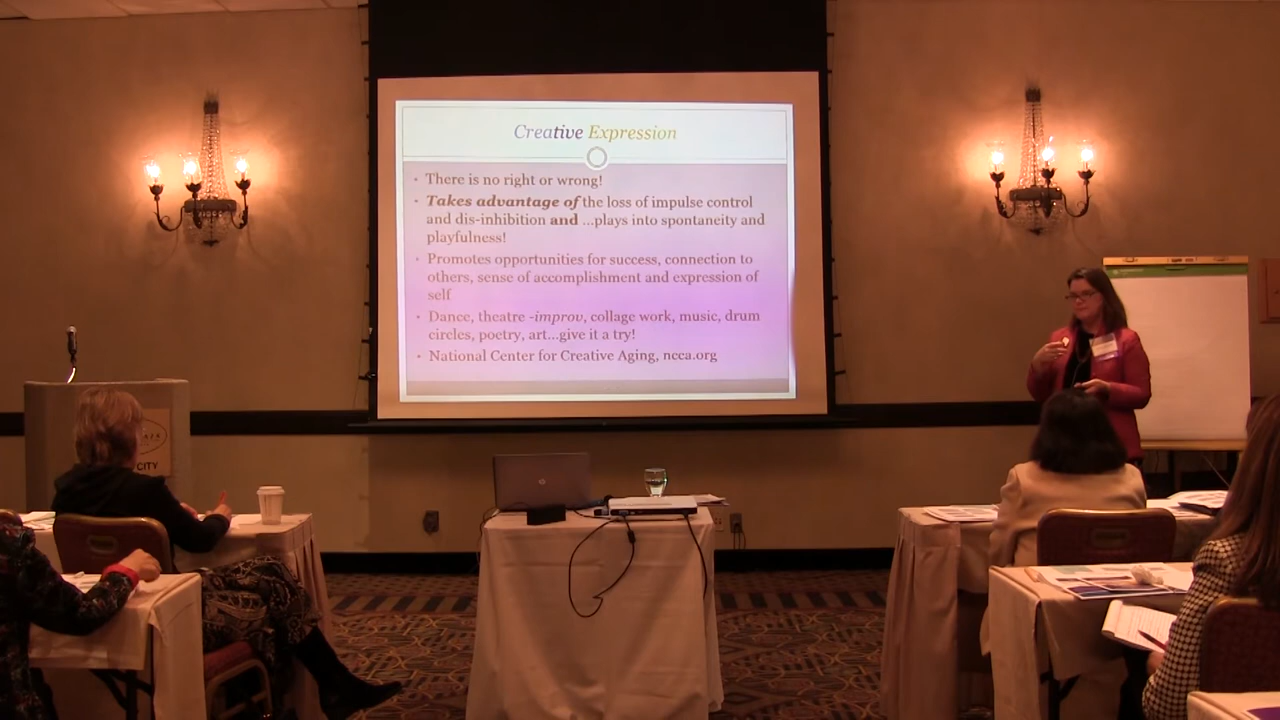 Creative Expression
• There is no right or wrong!
• Takes advantage of the loss of impulse control
and dis-inhibition and ...plays into spontaneity and
playfulness!
• Promotes opportunities for success, connection to
others, sense of accomplishment and expression of
self
• Dance, theatre -improv, collage work, music, drum
circles, poetry, art...give it a try!
• National Center for Creative Aging, ncca.org
CITY